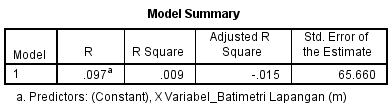 Model Summary
Model R R Square Adjusted R Square Std. Error of the Estimate
1 .097a .009 -.015 65.660
a. Predictors: (Constant), X Variabel_Batimetri Lapangan (m)